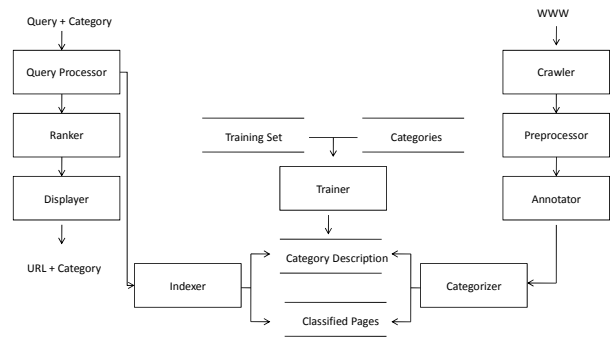 Query + Category
WWW
Query Processor
Crawler
Ranker
Training Set
Categories
Preprocessor
Displayer
Trainer
Annotator
URL + Category
Category Description
Indexer
Categorizer
Classified Pages